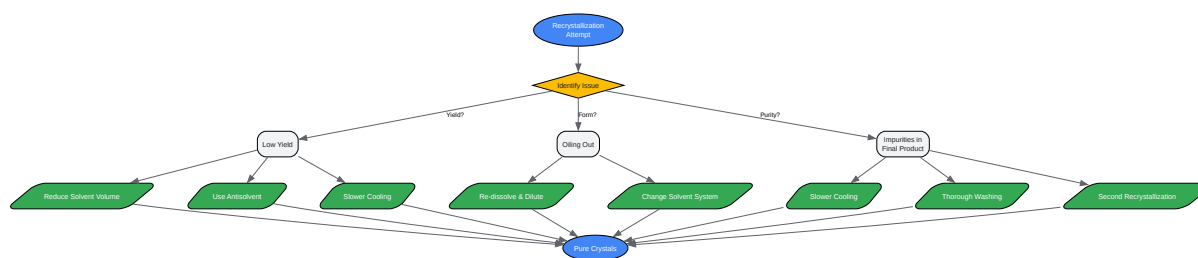 Recrystallization
Attempt
Identify Issue
Yield?
Form?
Purity?
Low Yield
Oiling Out
Impurities in
Final Product
Reduce Solvent Volume
Use Antisolvent
Slower Cooling
Re-dissolve & Dilute
Change Solvent System
Slower Cooling
Thorough Washing
Second Recrystallization
Pure Crystals